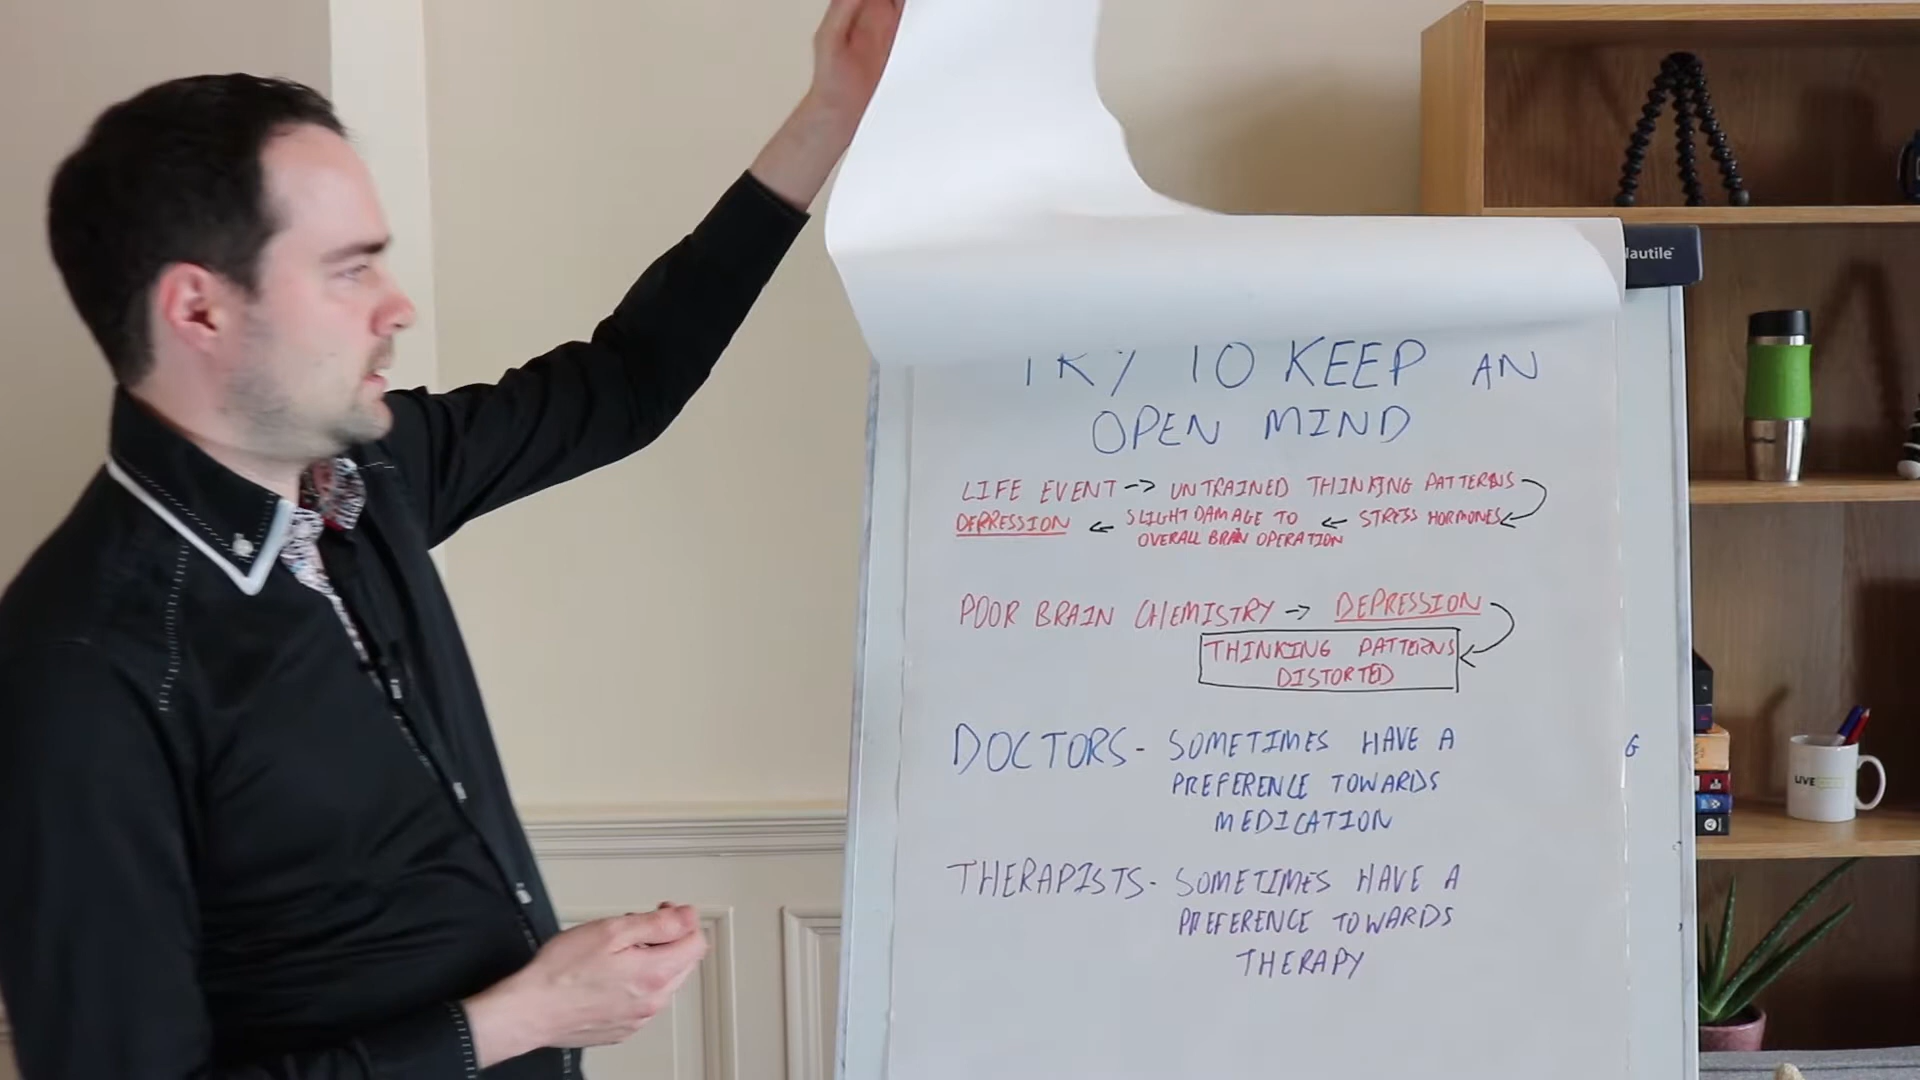 Nautile
TRY TO KEEP AN
OPEN MIND
LIFE EVENT -> UNTRAINED THINKING PATTERNS
DEPRESSION <- SLIGHT DAMAGE TO <- STRESS HORMONES
OVERALL BRAIN OPERATION
POOR BRAIN CHEMISTRY -> DEPRESSION
THINKING PATTERNS
DISTORTED
DOCTORS - SOMETIMES HAVE A
PREFERENCE TOWARDS
MEDICATION
THERAPISTS - SOMETIMES HAVE A
PREFERENCE TOWARDS
THERAPY
G
LIVE